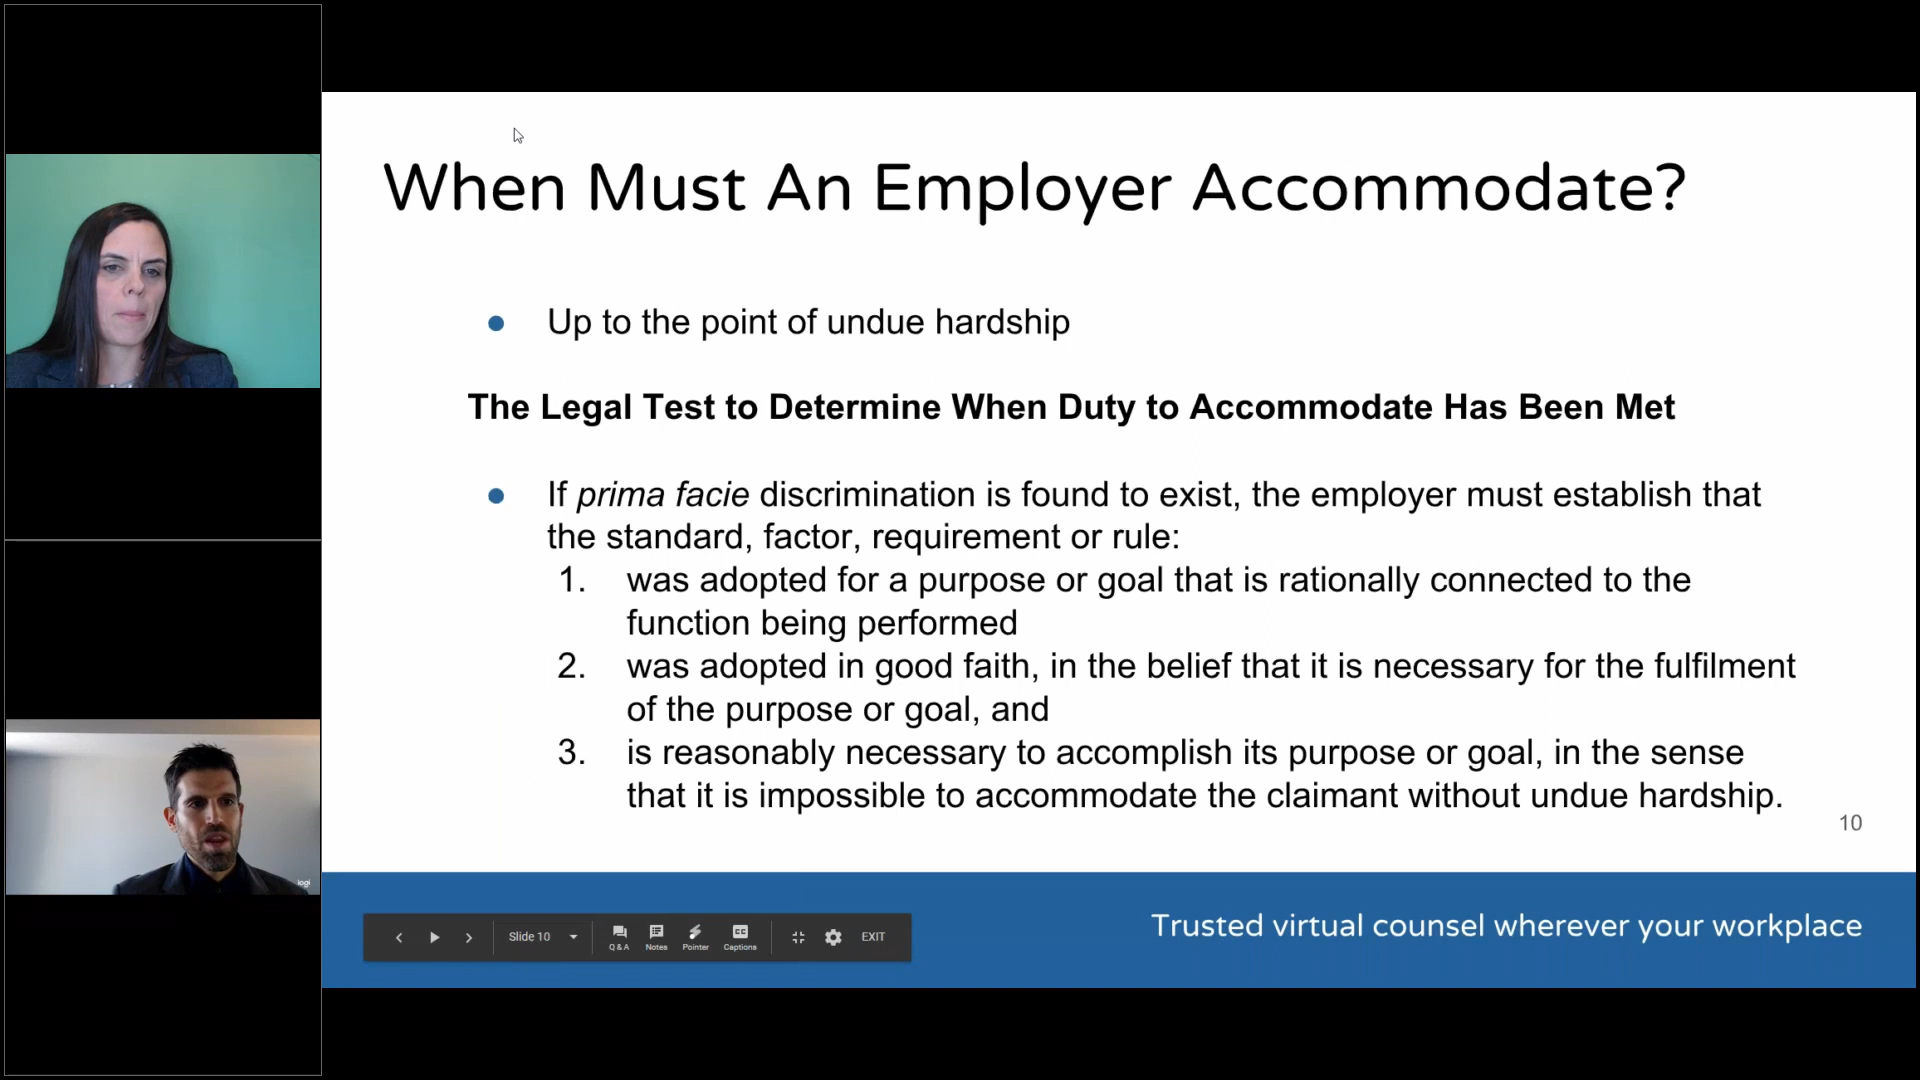 When Must An Employer Accommodate?
● Up to the point of undue hardship
The Legal Test to Determine When Duty to Accommodate Has Been Met
● If prima facie discrimination is found to exist, the employer must establish that
the standard, factor, requirement or rule:
1. was adopted for a purpose or goal that is rationally connected to the
function being performed
2. was adopted in good faith, in the belief that it is necessary for the fulfilment
of the purpose or goal, and
3. is reasonably necessary to accomplish its purpose or goal, in the sense
that it is impossible to accommodate the claimant without undue hardship.
10
logi
Slide 10
Q & A
Notes
Pointer
CC
Captions
EXIT
Trusted virtual counsel wherever your workplace